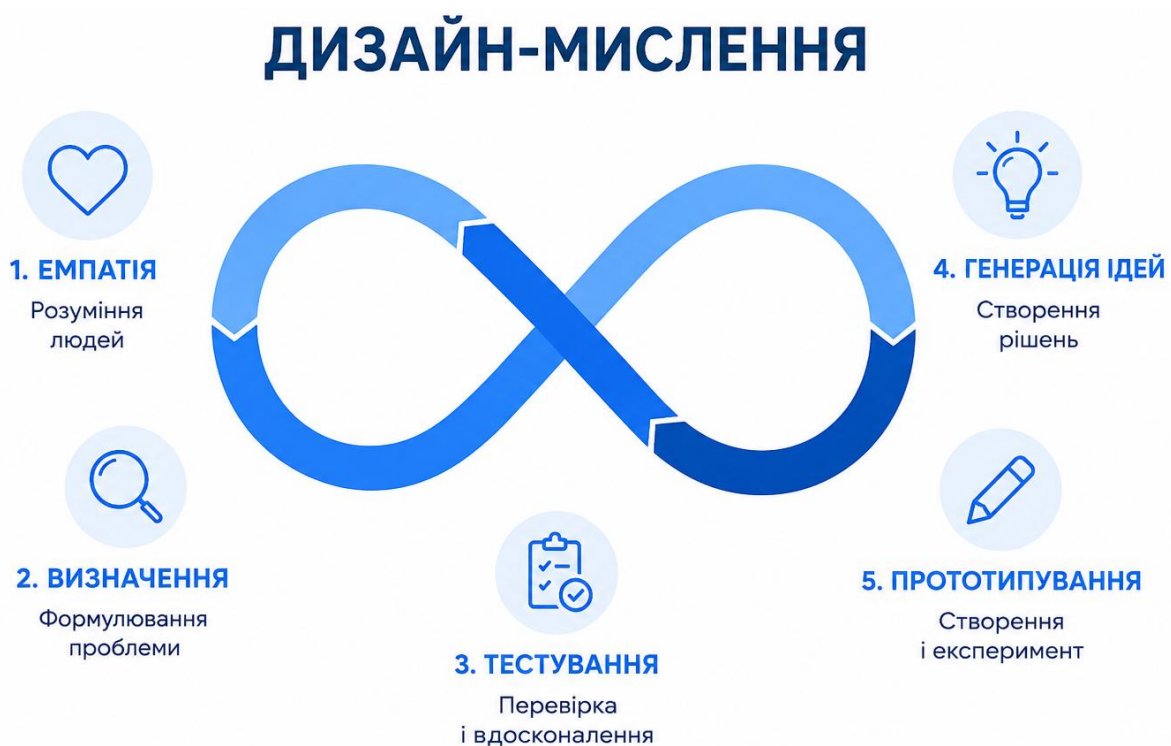 ДИЗАЙН-МИСЛЕННЯ
1. ЕМПАТІЯ
Розуміння
людей
2. ВИЗНАЧЕННЯ
Формулювання
проблеми
3. ТЕСТУВАННЯ
Перевірка
і вдосконалення
4. ГЕНЕРАЦІЯ ІДЕЙ
Створення
рішень
5. ПРОТОТИПУВАННЯ
Створення
і експеримент